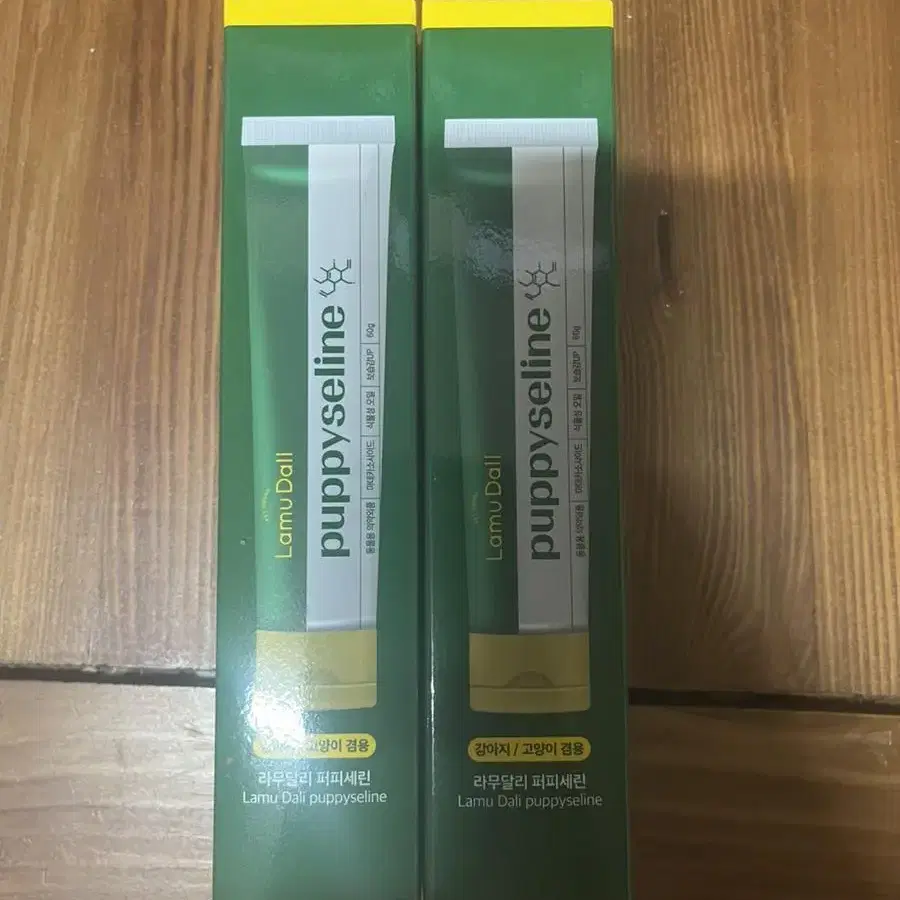 Lamu Dali
puppyseline
동물용 의약외품
마데카소사이드
식물성 오일
보습감UP
60g
고양이 겸용
라무달리 퍼피세린
Lamu Dali puppyseline
Lamu Dali
puppyseline
동물용 의약외품
마데카소사이드
식물성 오일
보습감UP
60g
강아지 / 고양이 겸용
라무달리 퍼피세린
Lamu Dali puppyseline